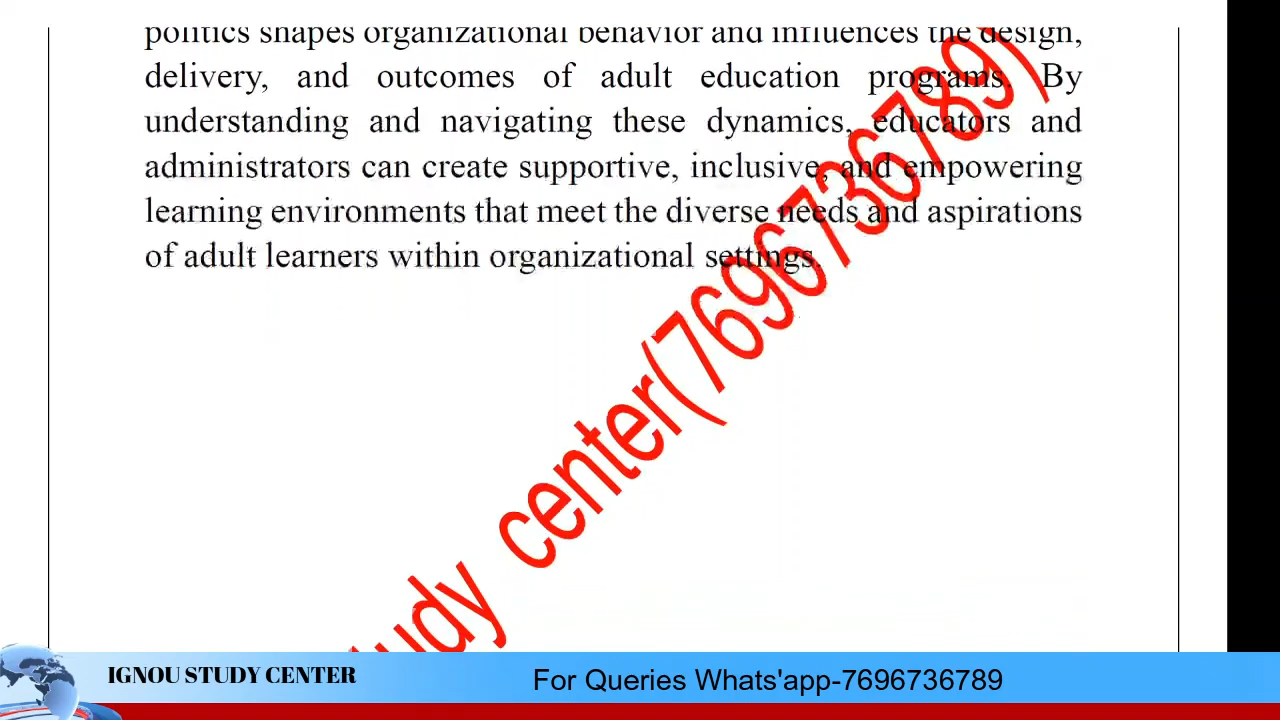 politics shapes organizational behavior and influences the design,
delivery, and outcomes of adult education programs. By
understanding and navigating these dynamics, educators and
administrators can create supportive, inclusive, and empowering
learning environments that meet the diverse needs and aspirations
of adult learners within organizational settings.
udy center(7696736789)
IGNOU STUDY CENTER
For Queries Whats'app-7696736789